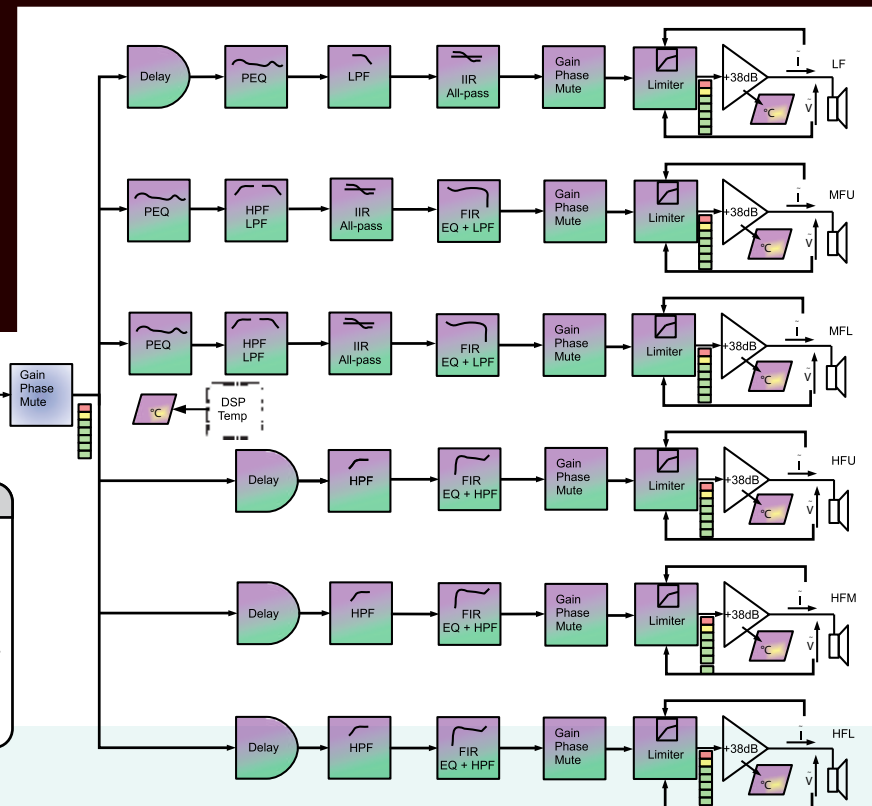 Delay
PEQ
LPF
IIR
All-pass
Gain
Phase
Mute
Limiter
+38dB
°C
ĩ
ṽ
LF
PEQ
HPF
LPF
IIR
All-pass
FIR
EQ + LPF
Gain
Phase
Mute
Limiter
+38dB
°C
ĩ
ṽ
MFU
PEQ
HPF
LPF
IIR
All-pass
FIR
EQ + LPF
Gain
Phase
Mute
Limiter
+38dB
°C
ĩ
ṽ
MFL
Gain
Phase
Mute
°C
DSP
Temp
Delay
HPF
FIR
EQ + HPF
Gain
Phase
Mute
Limiter
+38dB
°C
ĩ
ṽ
HFU
Delay
HPF
FIR
EQ + HPF
Gain
Phase
Mute
Limiter
+38dB
°C
ĩ
ṽ
HFM
Delay
HPF
FIR
EQ + HPF
Gain
Phase
Mute
Limiter
+38dB
°C
ĩ
ṽ
HFL